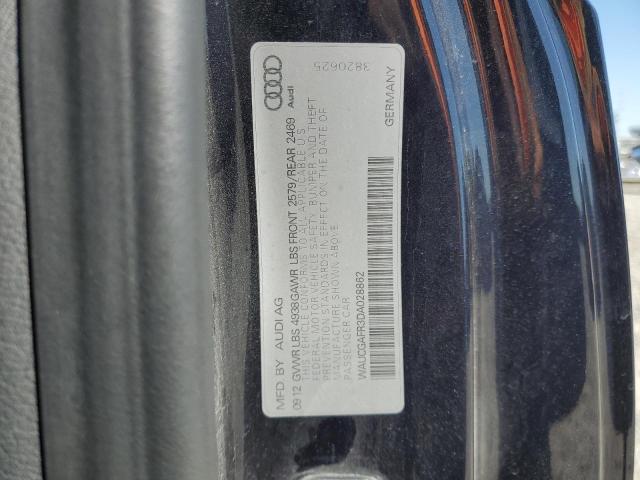 MFD. BY AUDI AG
Audi
0912 GVWR LBS 4938 GAWR LBS FRONT 2579/REAR 2469
THIS VEHICLE CONFORMS TO ALL APPLICABLE U.S.
FEDERAL MOTOR VEHICLE SAFETY, BUMPER AND THEFT
PREVENTION STANDARDS IN EFFECT ON THE DATE OF
MANUFACTURE SHOWN ABOVE.
PASSENGER CAR
3820625
WAUCGAFR3DA028862
GERMANY